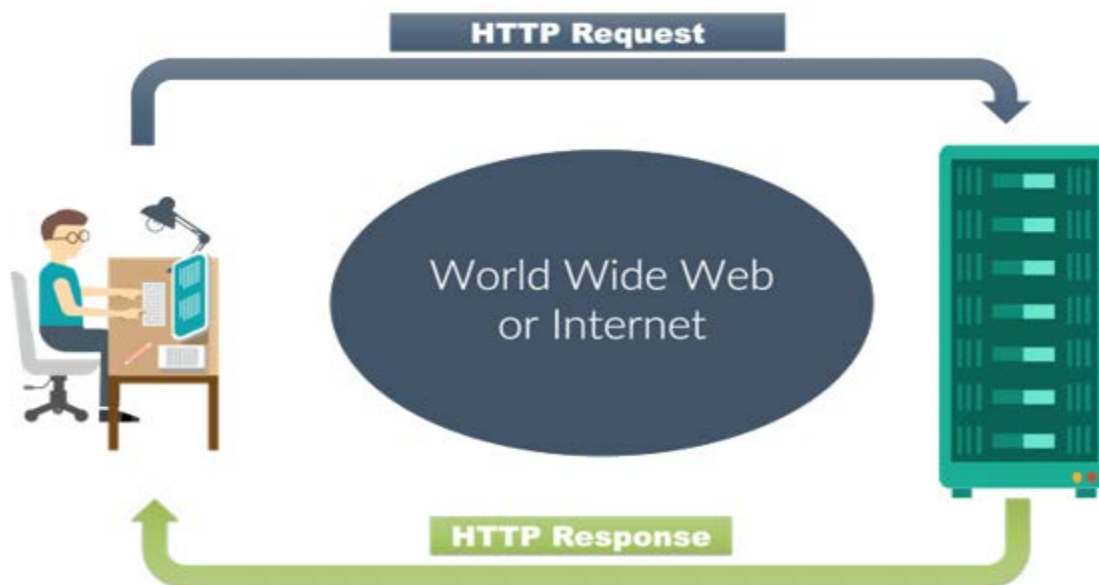 HTTP Request
World Wide Web
or Internet
HTTP Response